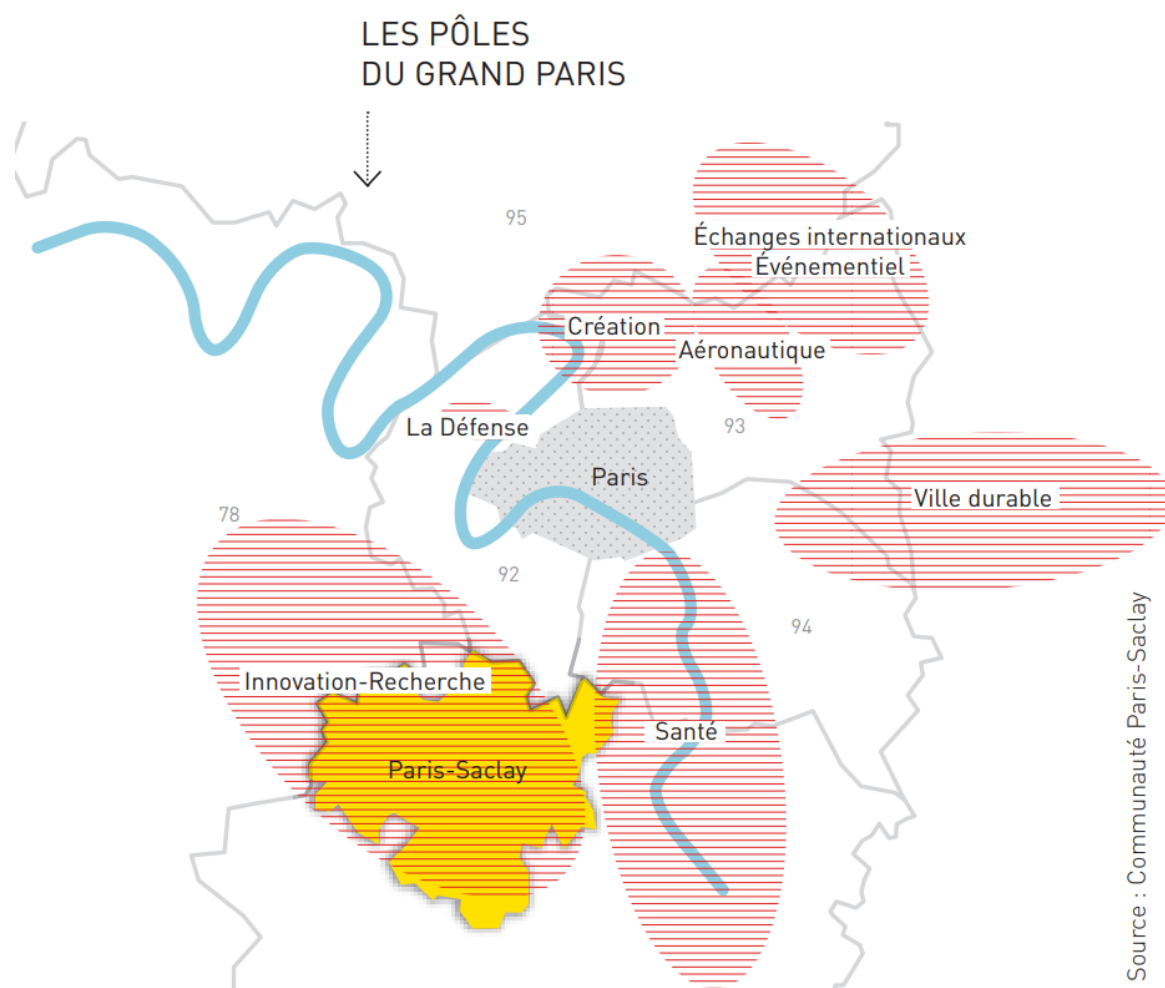 LES PÔLES
DU GRAND PARIS
95
Échanges internationaux
Événementiel
Création
Aéronautique
La Défense
93
Paris
Ville durable
78
92
94
Innovation-Recherche
Santé
Paris-Saclay
Source : Communauté Paris-Saclay